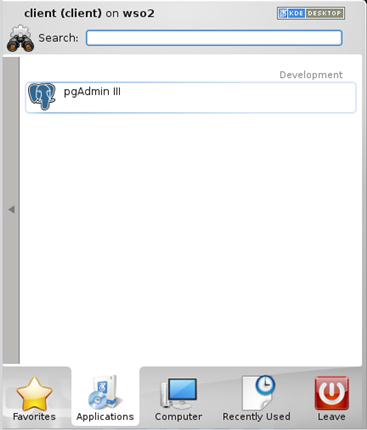 client (client) on wso2
KDE DESKTOP
Search:
Development
pgAdmin III
Favorites
Applications
Computer
Recently Used
Leave